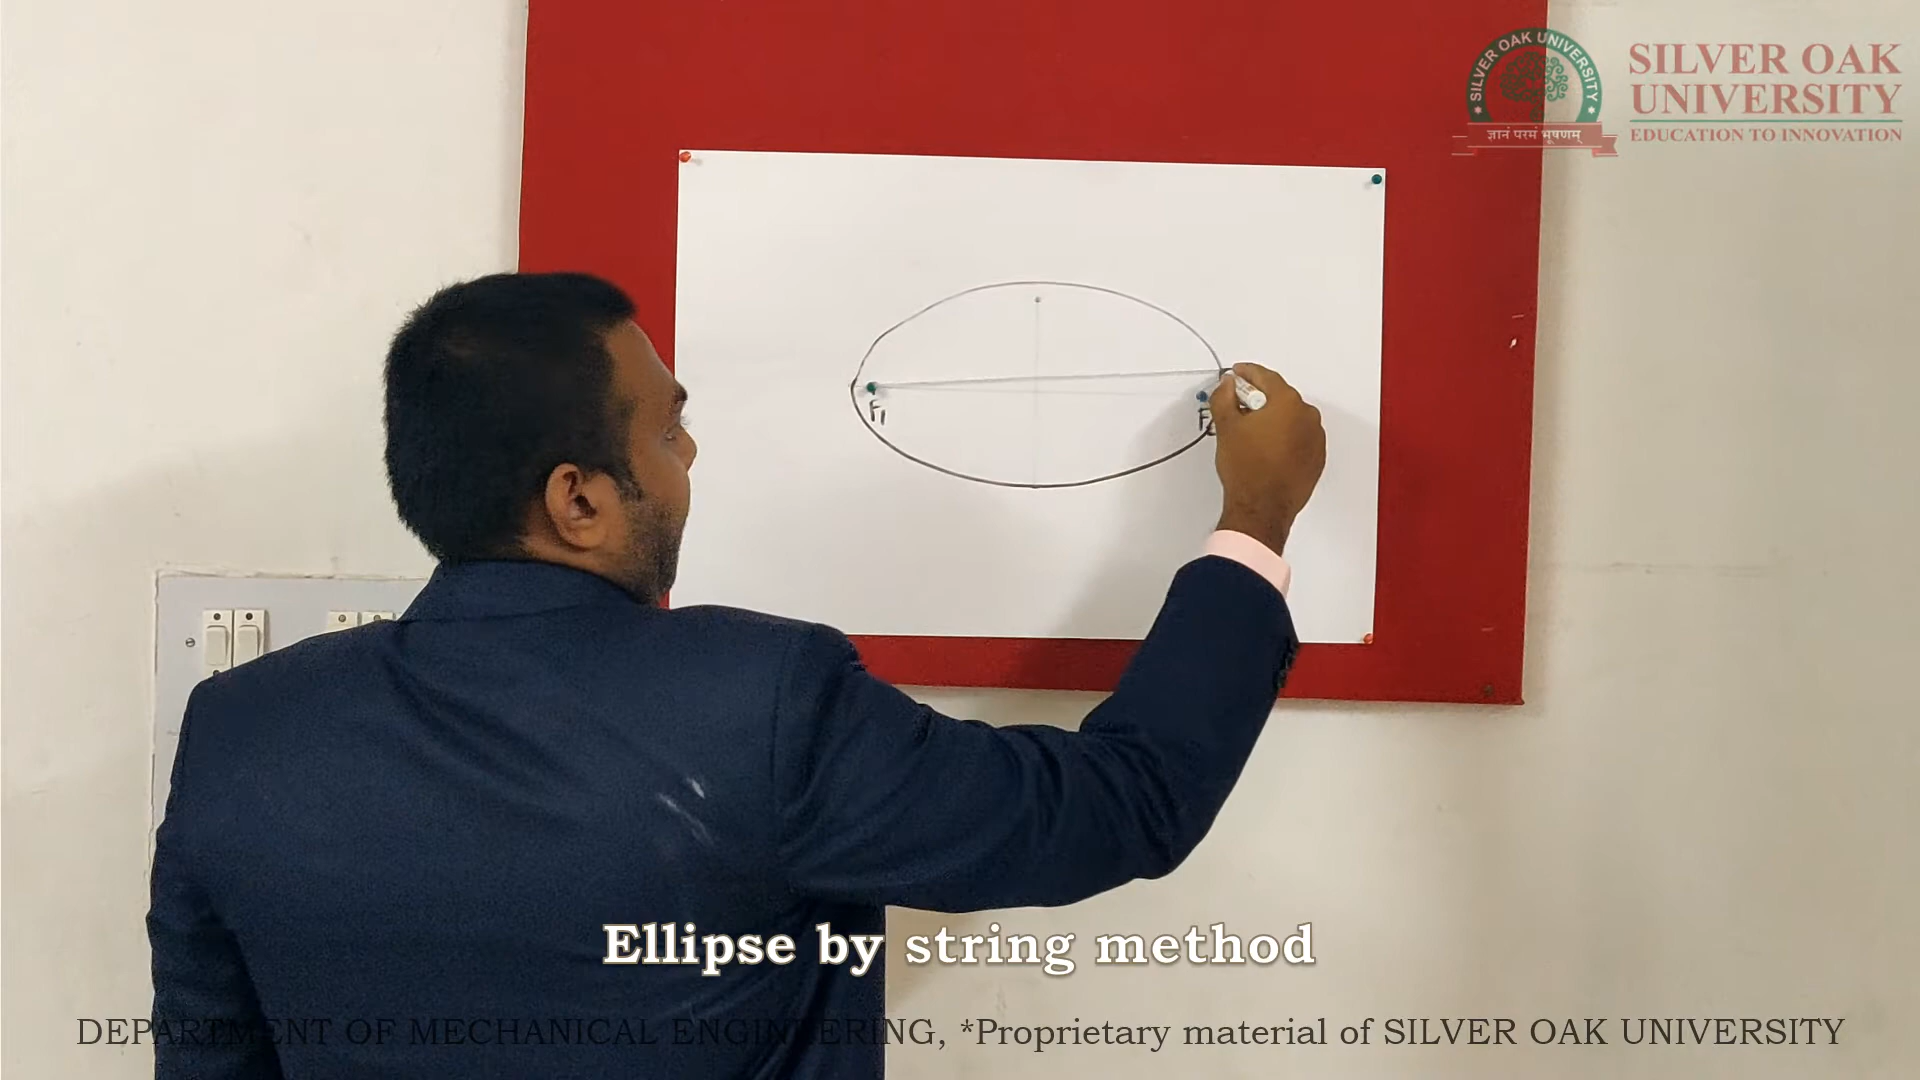 SILVER OAK UNIVERSITY
SILVER OAK
UNIVERSITY
EDUCATION TO INNOVATION
ज्ञानं परमं भूषणम्
F1
F
Ellipse by string method
DEPARTMENT OF MECHANICAL ENGINEERING, *Proprietary material of SILVER OAK UNIVERSITY